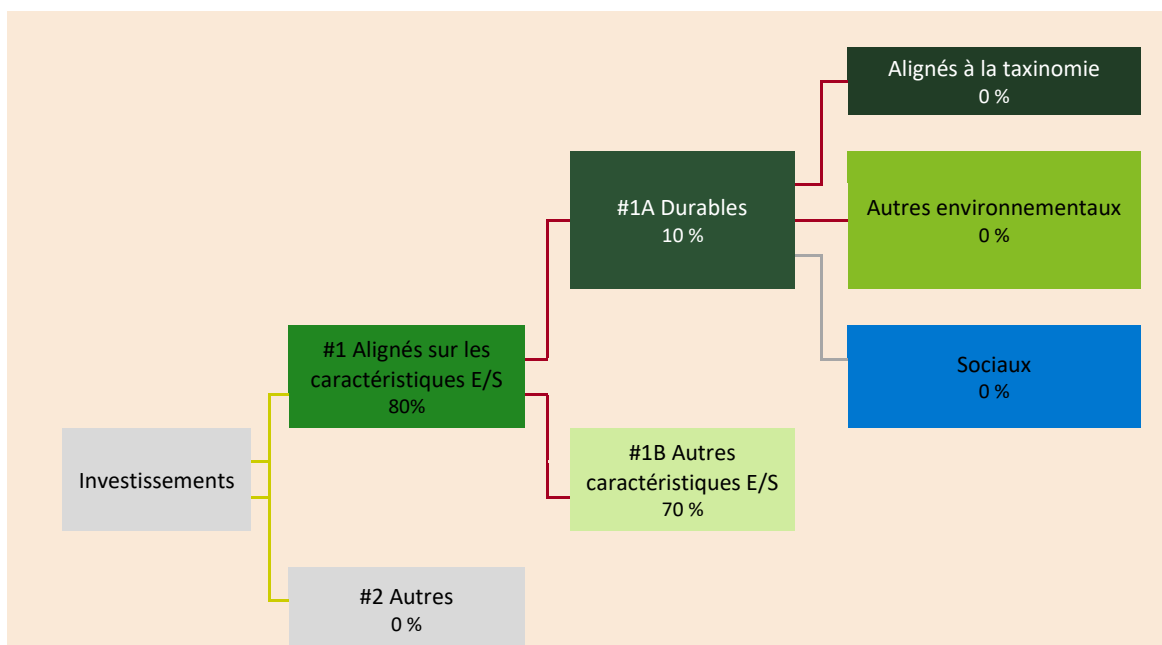 Alignés à la taxinomie
0 %
#1A Durables
10 %
Autres environnementaux
0 %
#1 Alignés sur les
caractéristiques E/S
80%
Sociaux
0 %
Investissements
#1B Autres
caractéristiques E/S
70 %
#2 Autres
0 %